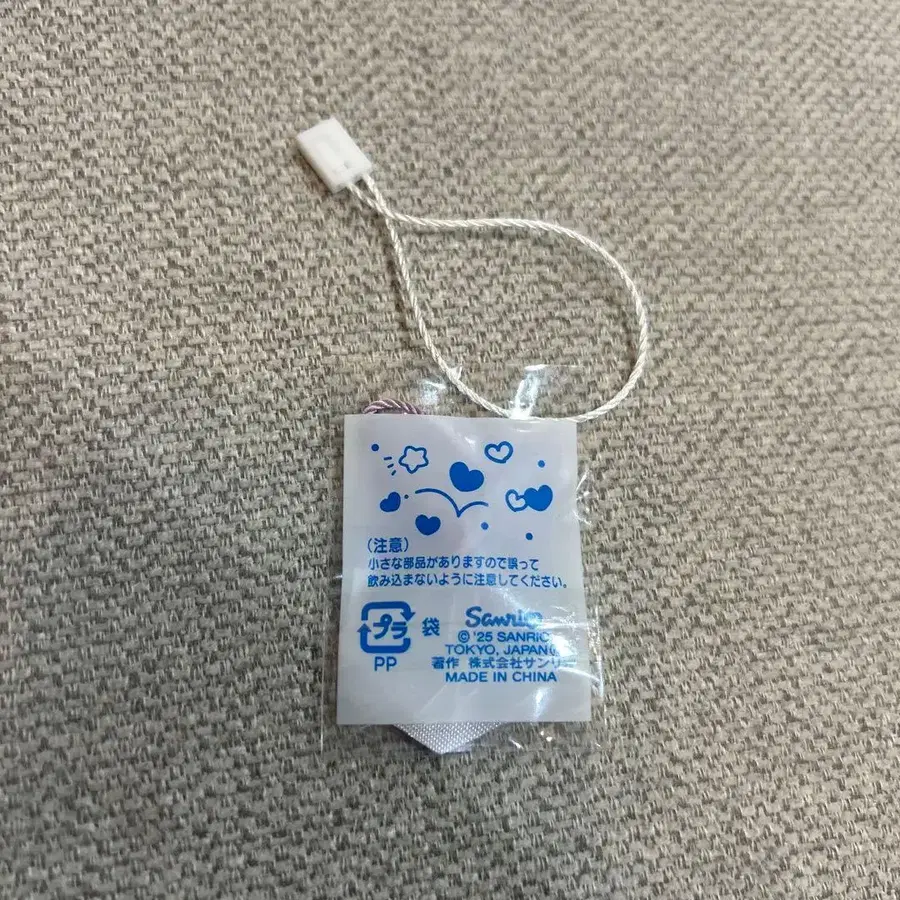 (注意)
小さな部品がありますので誤って
飲み込まないように注意してください。
プラ
PP
袋
Sanrio
© '25 SANRIO
TOKYO, JAPAN
著作 株式会社サンリオ
MADE IN CHINA